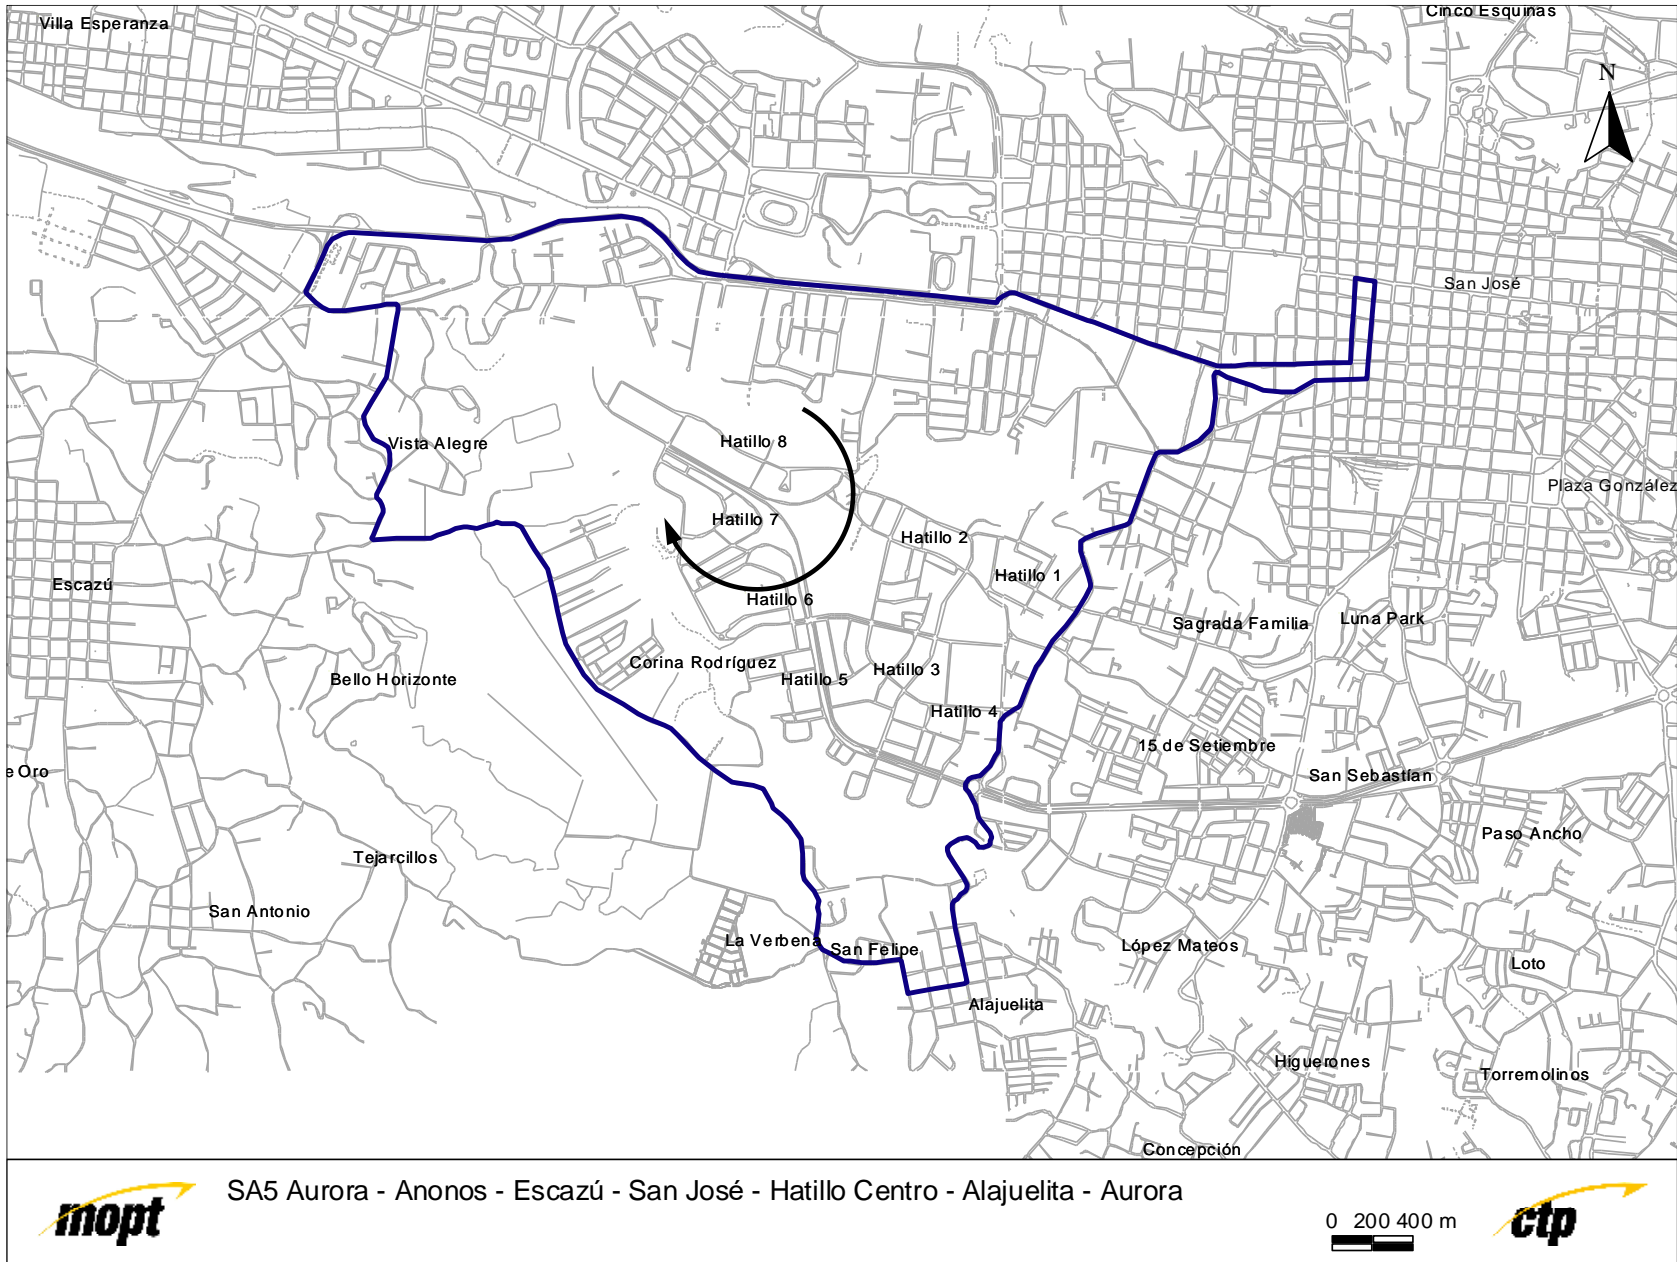 Cinco Esquinas
Villa Esperanza
N
San José
Vista Alegre
Hatillo 8
Plaza González
Hatillo 7
Hatillo 2
Hatillo 1
Escazú
Hatillo 6
Sagrada Familia
Luna Park
Corina Rodríguez
Hatillo 3
Bello Horizonte
Hatillo 5
Hatillo 4
15 de Setiembre
e Oro
San Sebastían
Paso Ancho
Tejarcillos
San Antonio
La Verbena
San Felipe
López Mateos
Loto
Alajuelita
Higuerones
Torremolinos
Concepción
mopt
SA5 Aurora - Anonos - Escazú - San José - Hatillo Centro - Alajuelita - Aurora
0 200 400 m
ctp